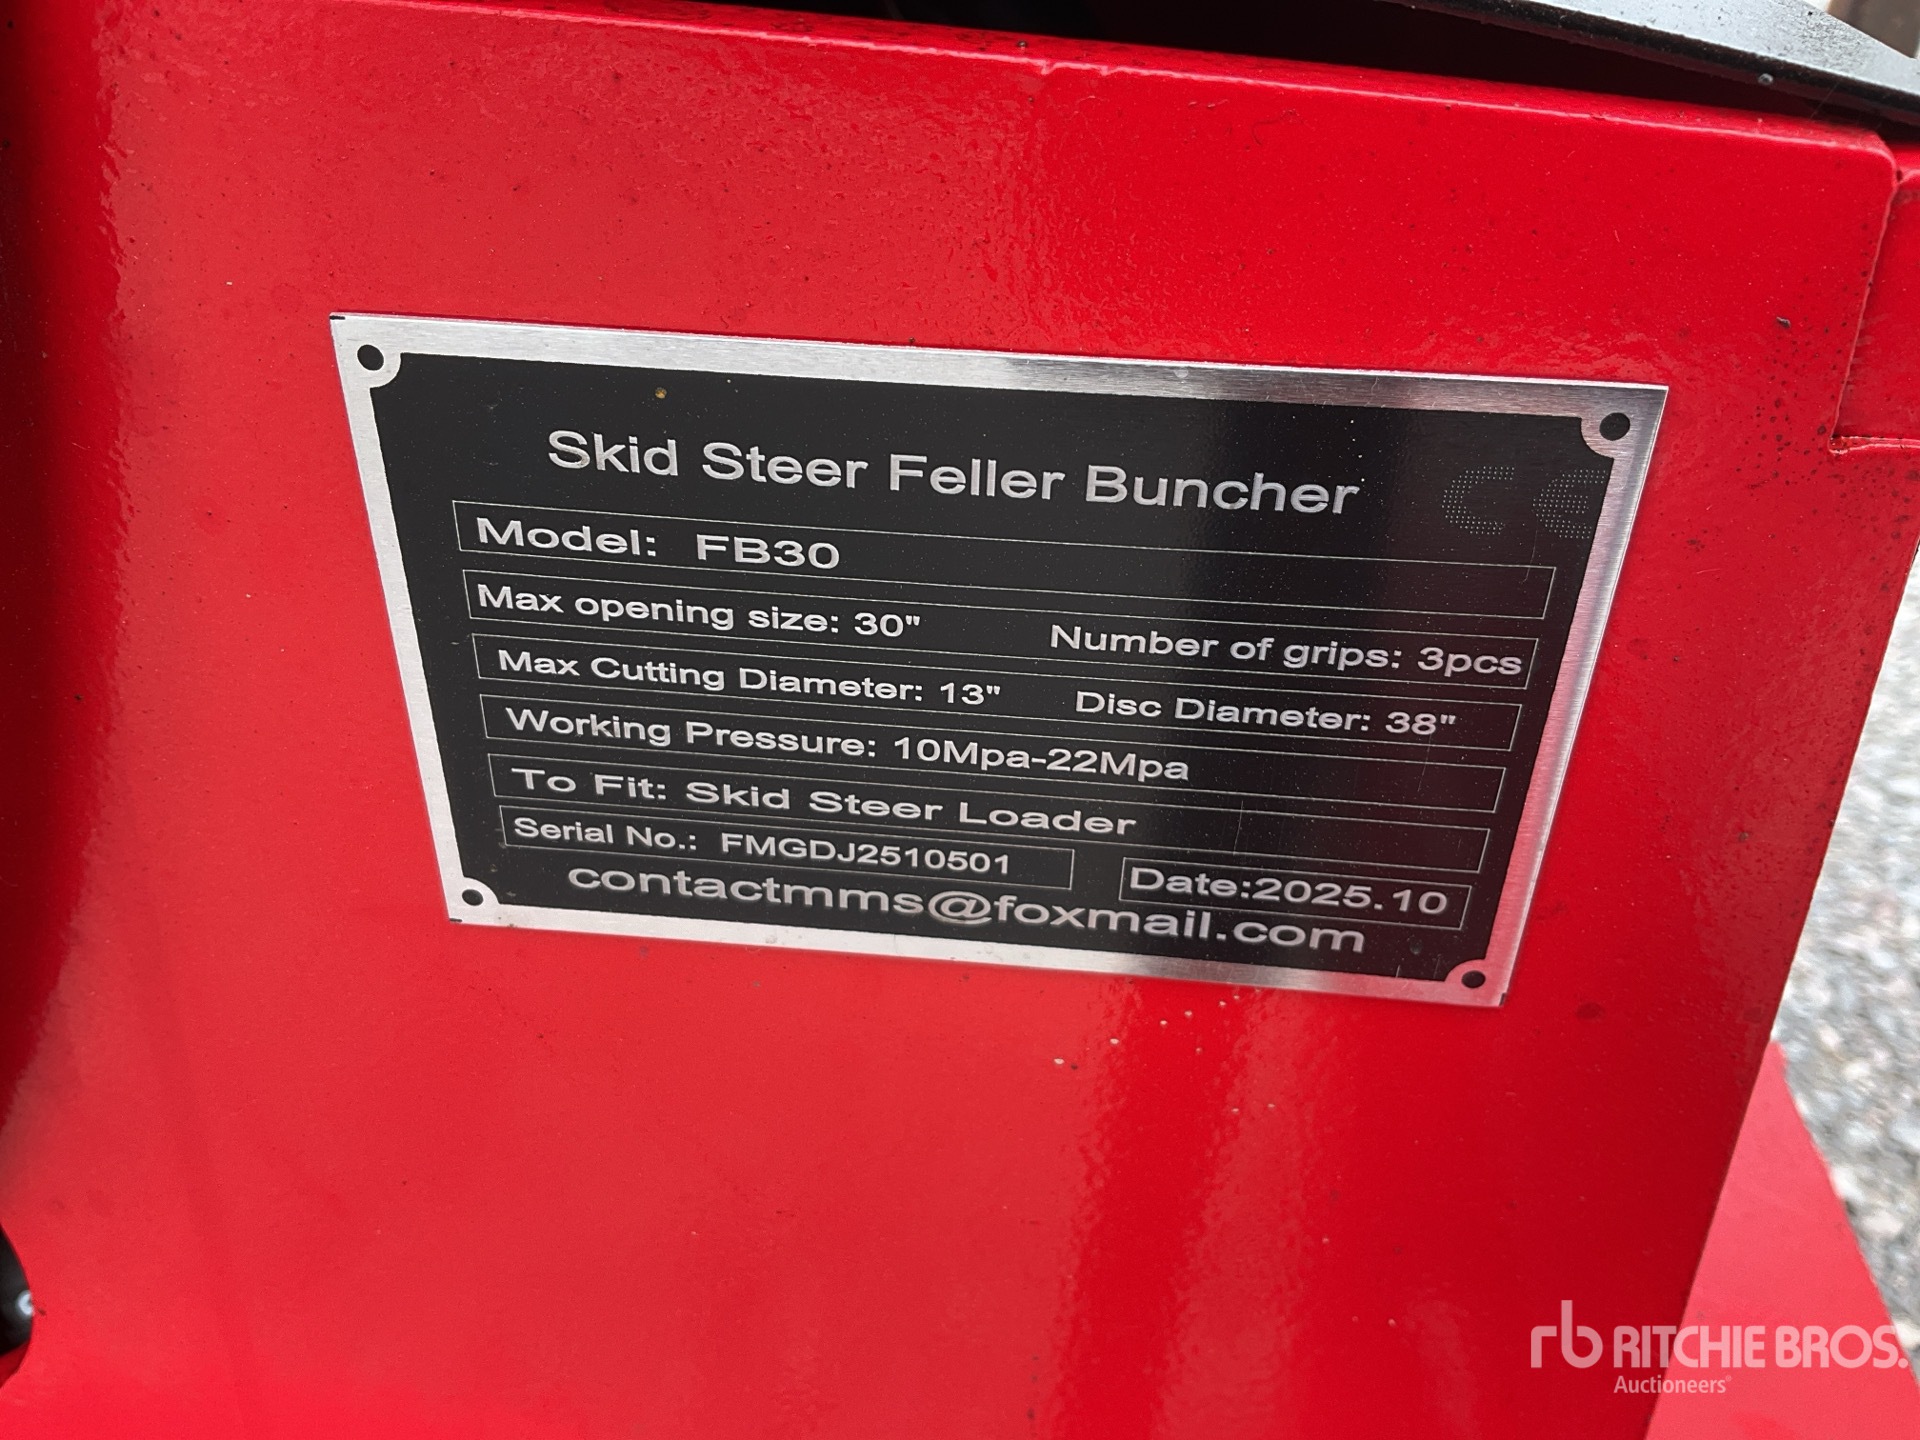 Skid Steer Feller Buncher
CE
Model: FB30
Max opening size: 30" Number of grips: 3pcs
Max Cutting Diameter: 13" Disc Diameter: 38"
Working Pressure: 10Mpa-22Mpa
To Fit: Skid Steer Loader
Serial No.: FMGDJ2510501 Date:2025.10
contactmms@foxmail.com
rb RITCHIE BROS.
Auctioneers